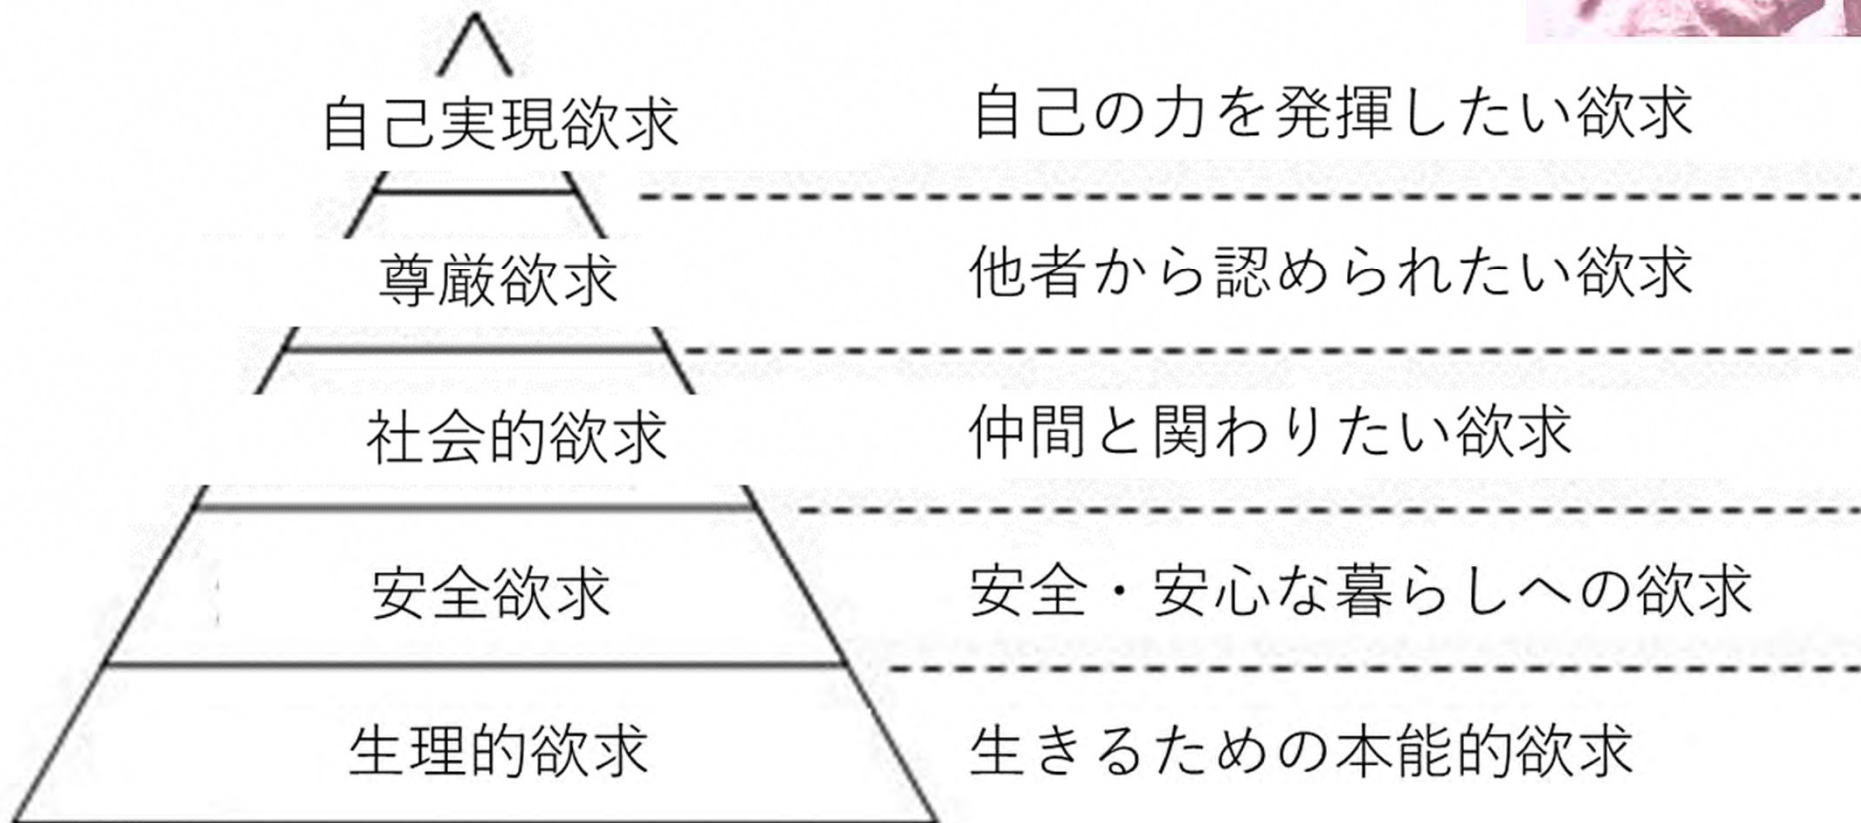 自己実現欲求
自己の力を発揮したい欲求
尊厳欲求
他者から認められたい欲求
社会的欲求
仲間と関わりたい欲求
安全欲求
安全・安心な暮らしへの欲求
生理的欲求
生きるための本能的欲求